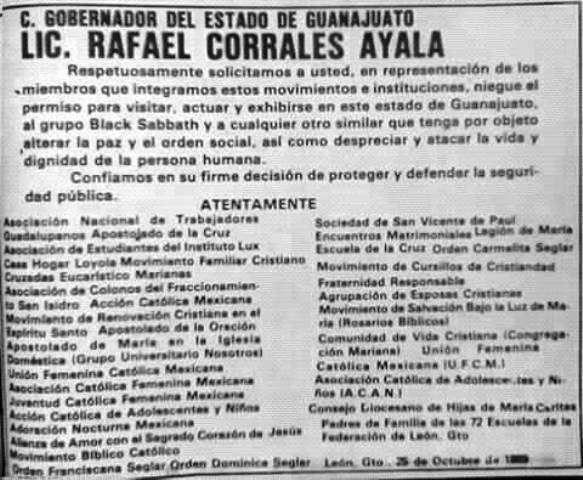 C. GOBERNADOR DEL ESTADO DE GUANAJUATO
LIC. RAFAEL CORRALES AYALA
Respetuosamente solicitamos a usted, en representación de los
miembros que integramos estos movimientos e instituciones, niegue el
permiso para visitar, actuar y exhibirse en este estado de Guanajuato,
al grupo Black Sabbath y a cualquier otro similar que tenga por objeto
alterar la paz y el orden social, así como despreciar y atacar la vida y
dignidad de la persona humana.
Confiamos en su firme decisión de proteger y defender la seguri-
dad pública.
ATENTAMENTE
Asociación Nacional de Trabajadores
Guadalupanos Apostolado de la Cruz
Asociación de Estudiantes del Instituto Lux
Casa Hogar Loyola Movimiento Familiar Cristiano
Cruzadas Eucarístico Marianas
Asociación de Colonos del Fraccionamien-
to San Isidro Acción Católica Mexicana
Movimiento de Renovación Cristiana en el
Espíritu Santo Apostolado de la Oración
Apostolado de María en la Iglesia
Doméstica (Grupo Universitario Nosotros)
Unión Femenina Católica Mexicana
Asociación Católica Femenina Mexicana
Juventud Católica Femenina Mexicana
Acción Católica de Adolescentes y Niños
Adoración Nocturna Mexicana
Alianza de Amor con el Sagrado Corazón de Jesús
Movimiento Bíblico Católico
Orden Franciscana Seglar Orden Dominica Seglar
Sociedad de San Vicente de Paul
Encuentros Matrimoniales Legión de María
Escuela de la Cruz Orden Carmelita Seglar
Movimiento de Cursillos de Cristiandad
Fraternidad Responsable
Agrupación de Esposas Cristianas
Movimiento de Salvación Bajo la Luz de Ma-
ría (Rosarios Bíblicos)
Comunidad de Vida Cristiana (Congrega-
ción Mariana) Unión Femenina
Católica Mexicana (U.F.C.M.)
Asociación Católica de Adolescentes y Ni-
ños (A.C.A.N.)
Consejo Diocesano de Hijas de María Caritas
Padres de Familia de las 72 Escuelas de la
Federación de León, Gto
León, Gto., 25 de Octubre de